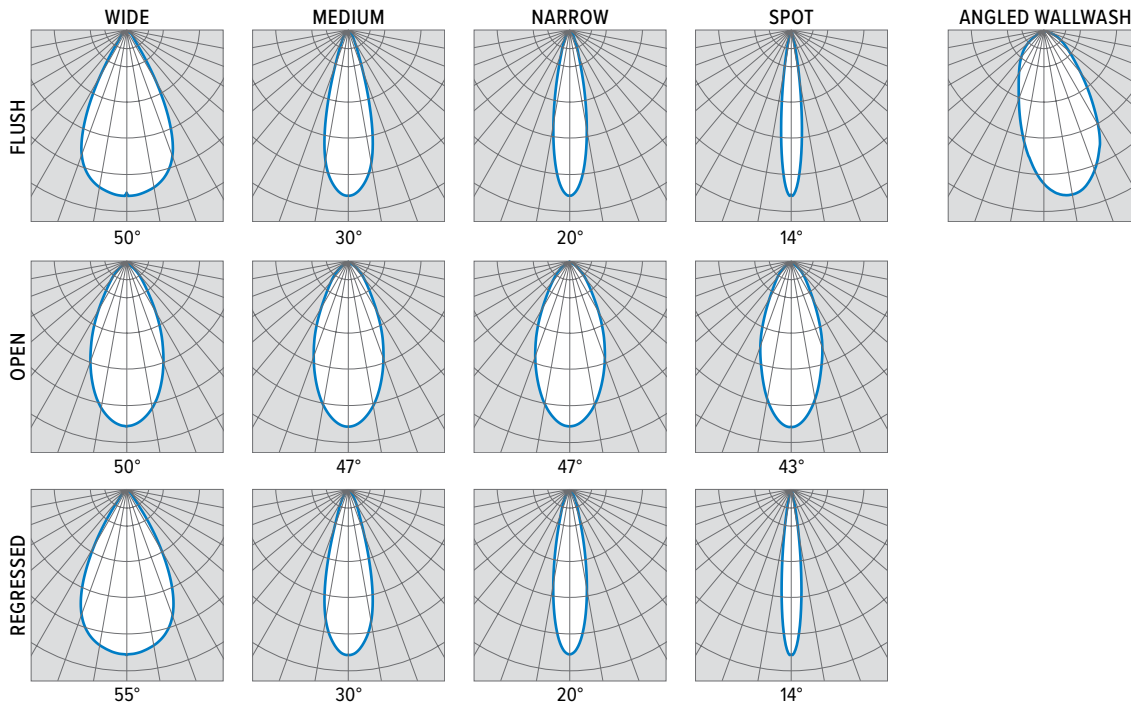 WIDE MEDIUM NARROW SPOT ANGLED WALLWASH
FLUSH
50° 30° 20° 14°
OPEN
50° 47° 47° 43°
REGRESSED
55° 30° 20° 14°